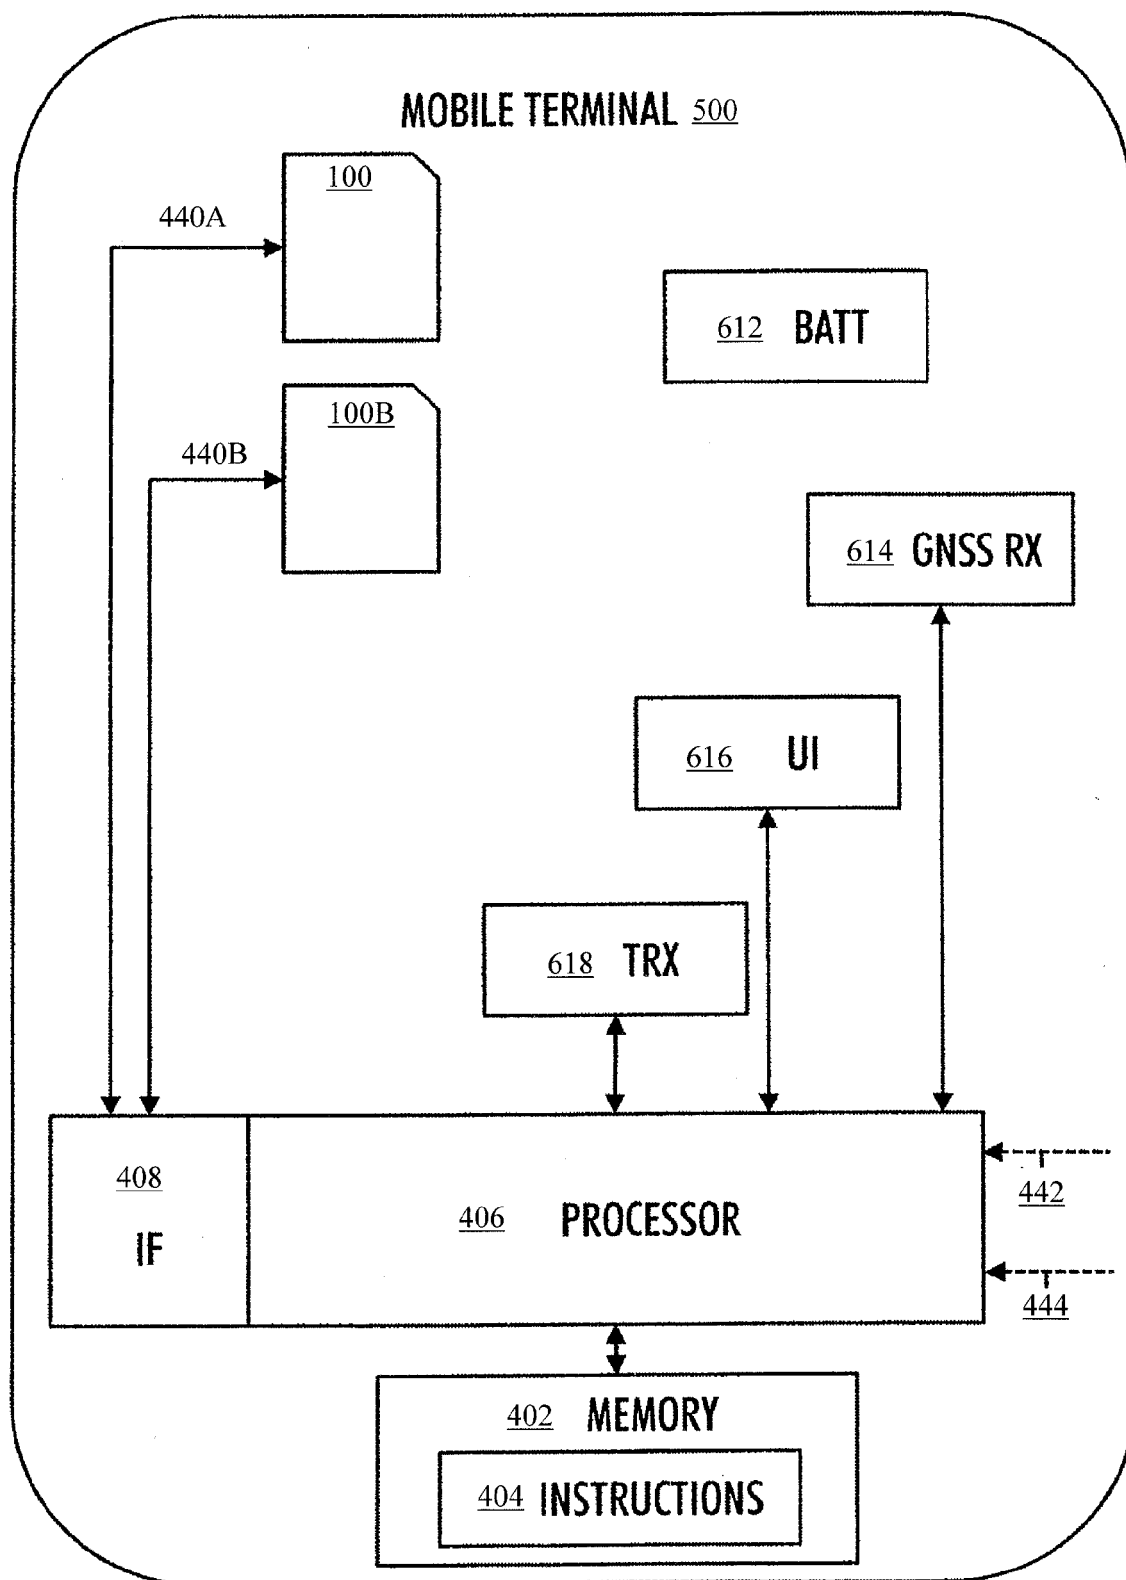 MOBILE TERMINAL 500
100
440A
612 BATT
100B
440B
614 GNSS RX
616 UI
618 TRX
408
IF
406 PROCESSOR
442
444
402 MEMORY
404 INSTRUCTIONS